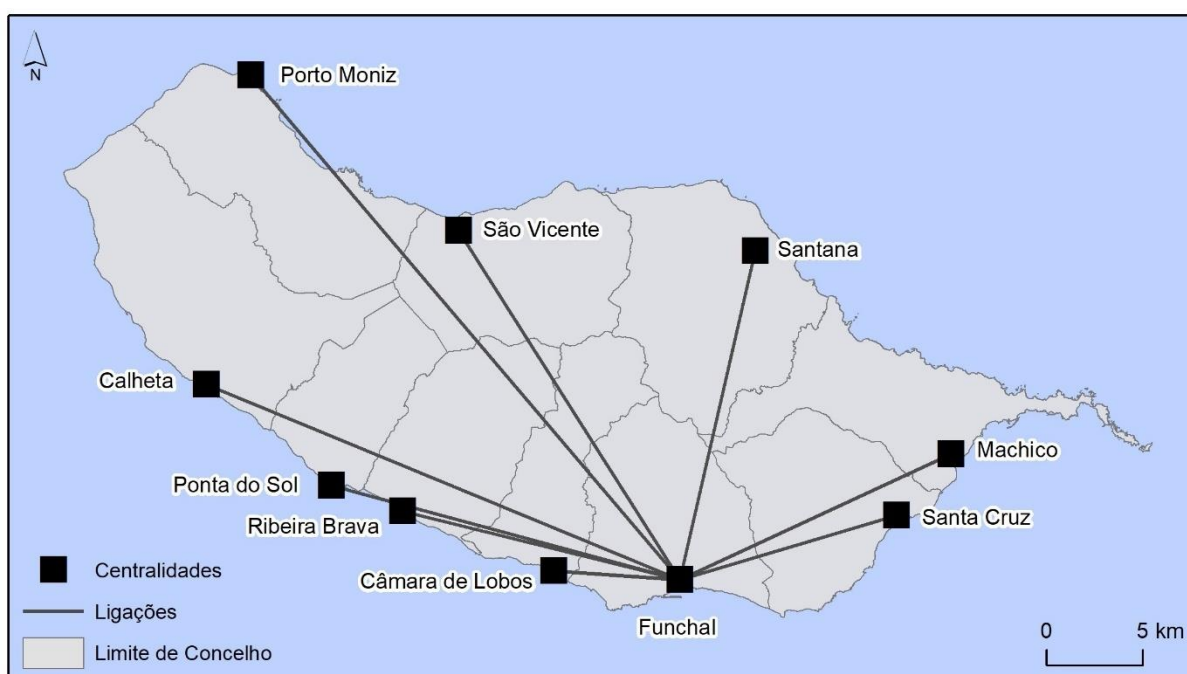 N
Porto Moniz
São Vicente
Santana
Calheta
Machico
Ponta do Sol
Ribeira Brava
Santa Cruz
Câmara de Lobos
Funchal
Centralidades
Ligações
Limite de Concelho
0 5 km